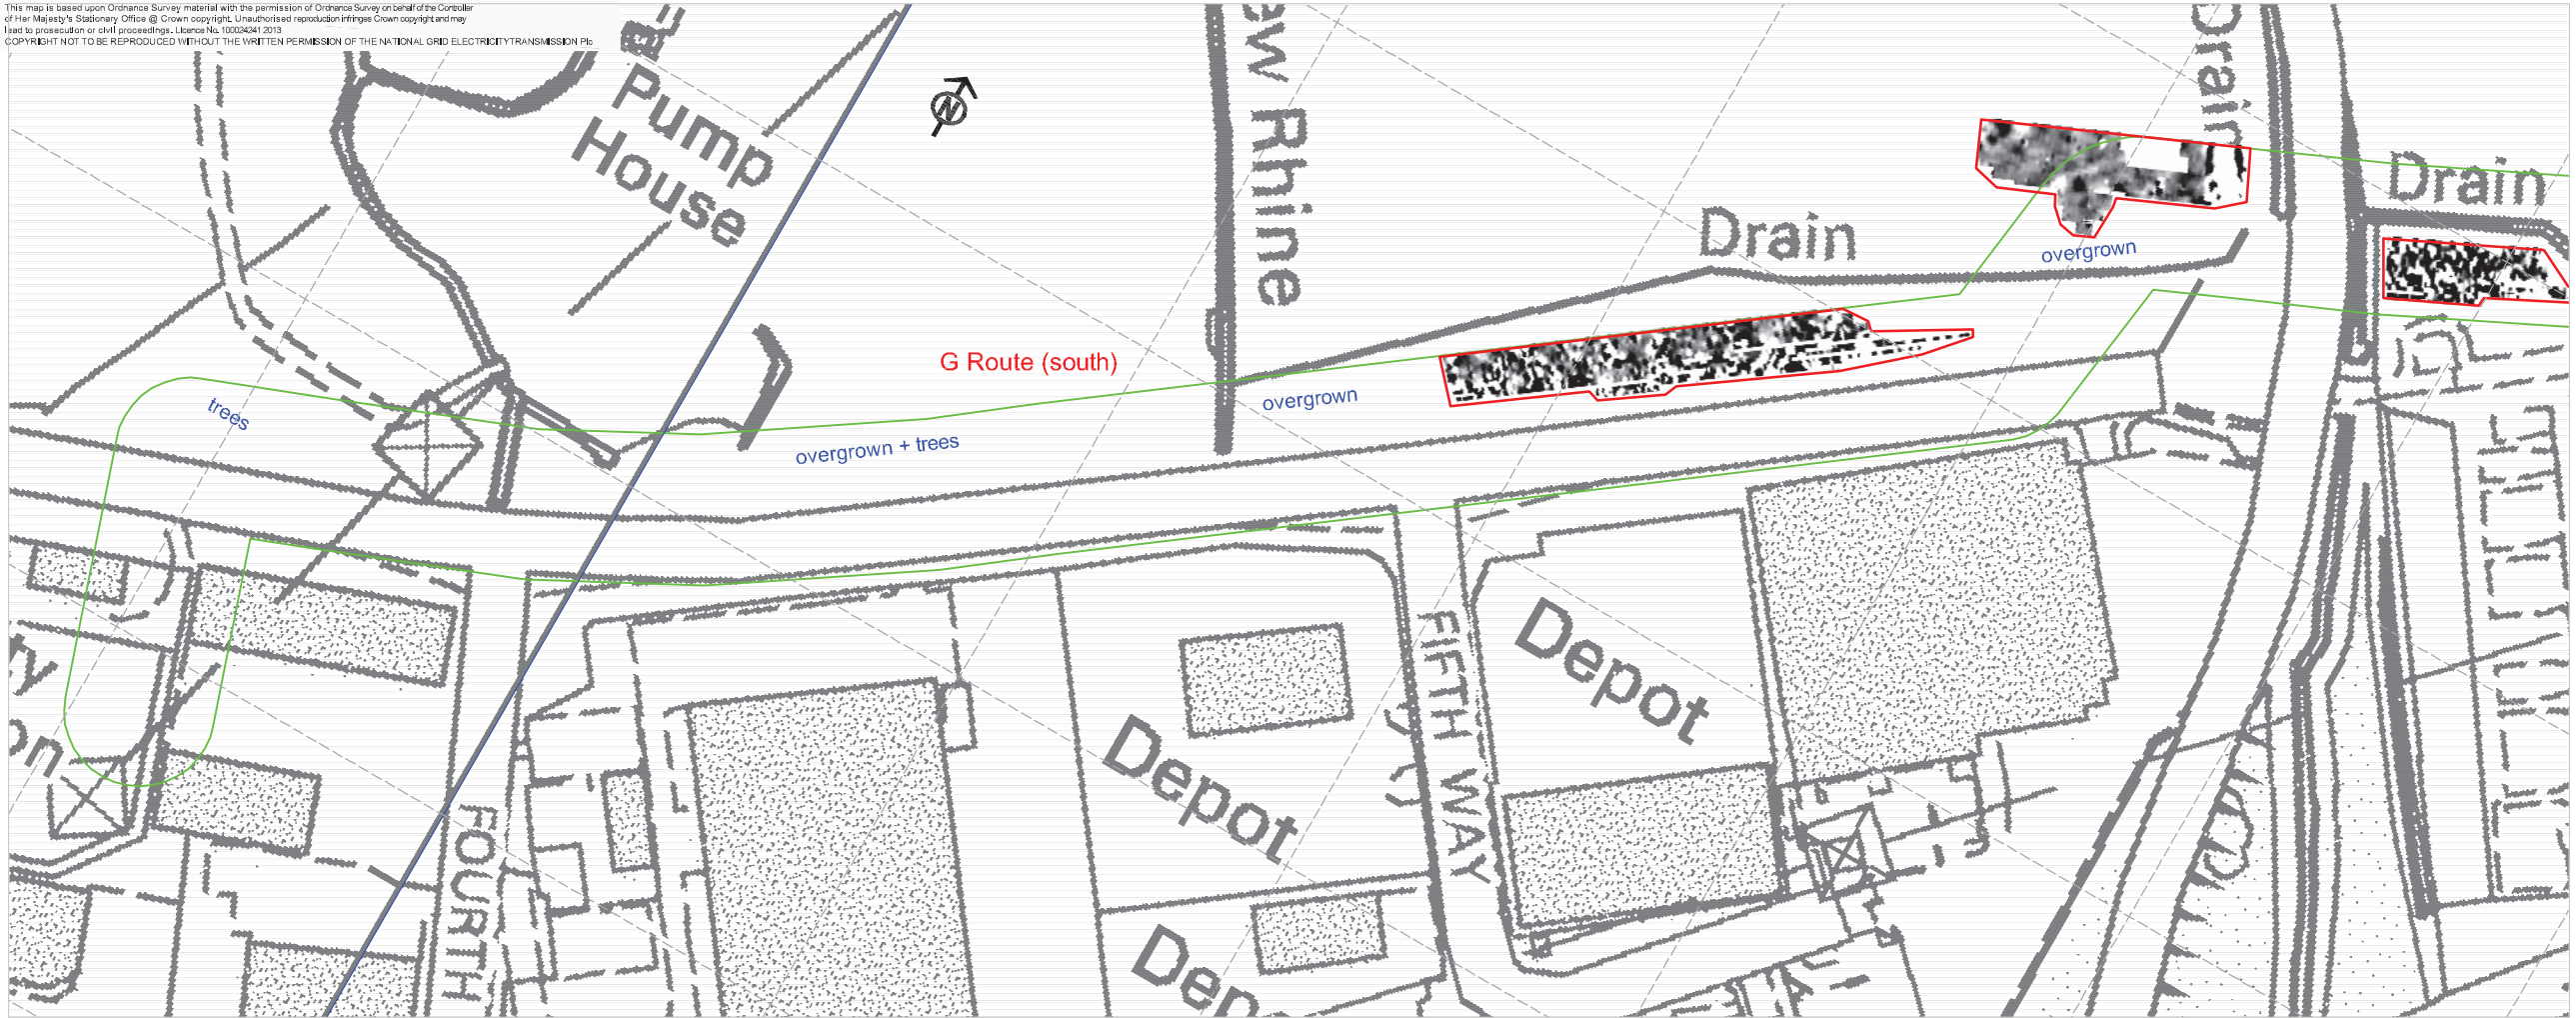 This map is based upon Ordnance Survey material with the permission of Ordnance Survey on behalf of the Controller
of Her Majesty's Stationary Office @ Crown copyright. Unauthorised reproduction infringes Crown copyright and may
lead to prosecution or civil proceedings. Licence No. 100024241 2013
COPYRIGHT NOT TO BE REPRODUCED WITHOUT THE WRITTEN PERMISSION OF THE NATIONAL GRID ELECTRICITY TRANSMISSION Plc
Pump
House
N
ew Rhine
Drain
Drain
Drain
overgrown
G Route (south)
overgrown
overgrown + trees
trees
ty
on
Depot
Depot
FIFTH WAY
FOURTH
Dep